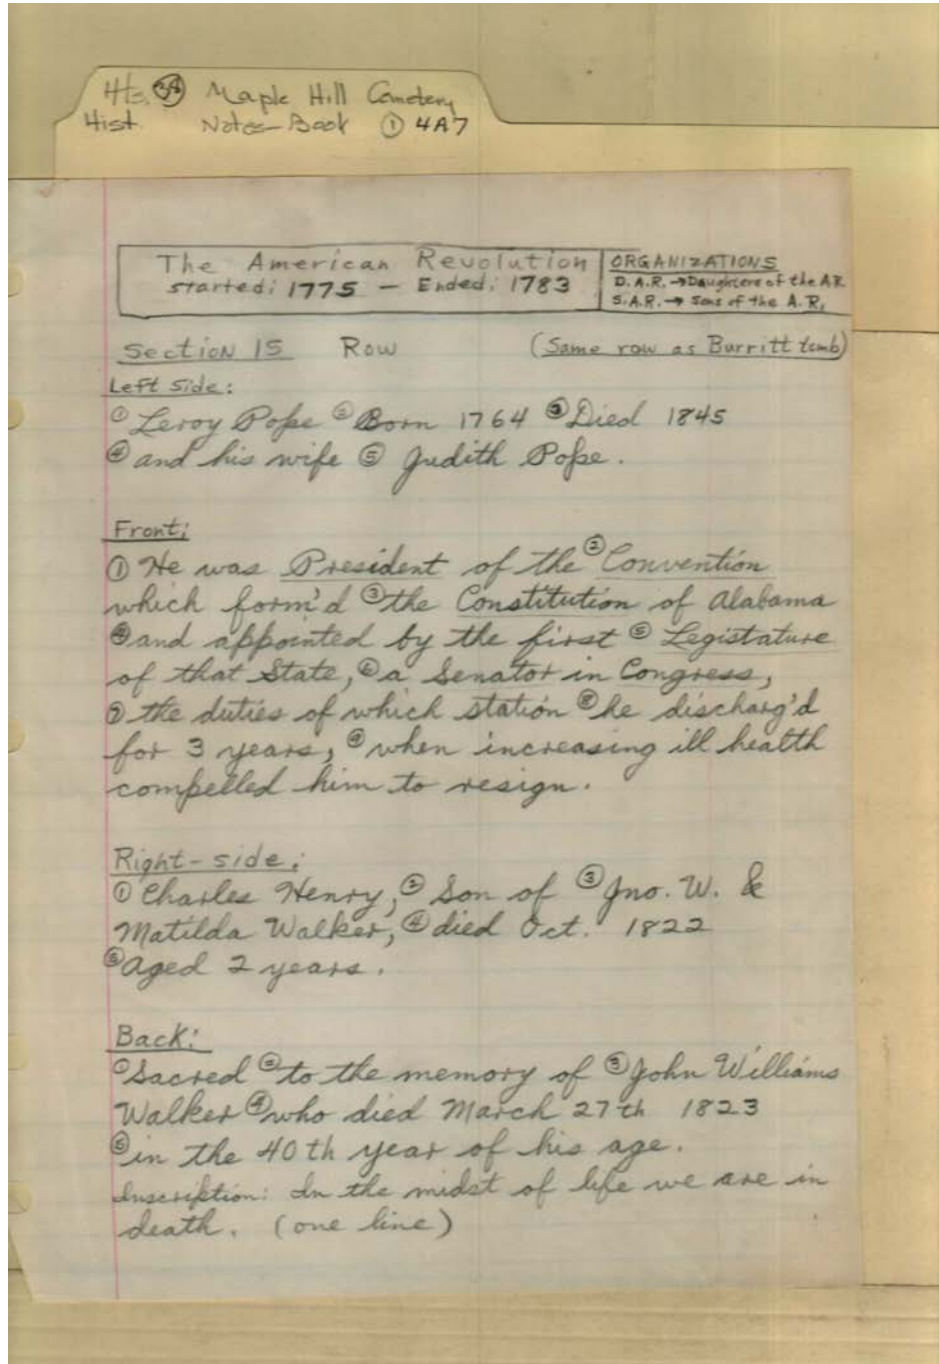 Hts. 38 Maple Hill Cemetery
Hist. Notes-Book ① 4A7
The American Revolution
started: 1775 — Ended: 1783
ORGANIZATIONS
D.A.R. → Daughters of the A.R.
S.A.R. → Sons of the A.R.
Section 15 Row (Same row as Burritt tomb)
Left side:
① Leroy Pope ② Born 1764 ③ Died 1845
④ and his wife ⑤ Judith Pope.
Front:
① He was President of the ② Convention
which form'd ③ the Constitution of Alabama
④ and appointed by the first ⑤ Legistature
of that State, ⑥ a Senator in Congress,
⑦ the duties of which station ⑧ he discharg'd
for 3 years, ⑨ when increasing ill health
compelled him to resign.
Right-side:
① Charles Henry, ② Son of ③ Jno. W. &
Matilda Walker, ④ died Oct. 1822
⑤ aged 2 years.
Back:
① Sacred ② to the memory of ③ John Williams
Walker ④ who died March 27th 1823
⑤ in the 40th year of his age.
Inscription: In the midst of life we are in
death. (one line)